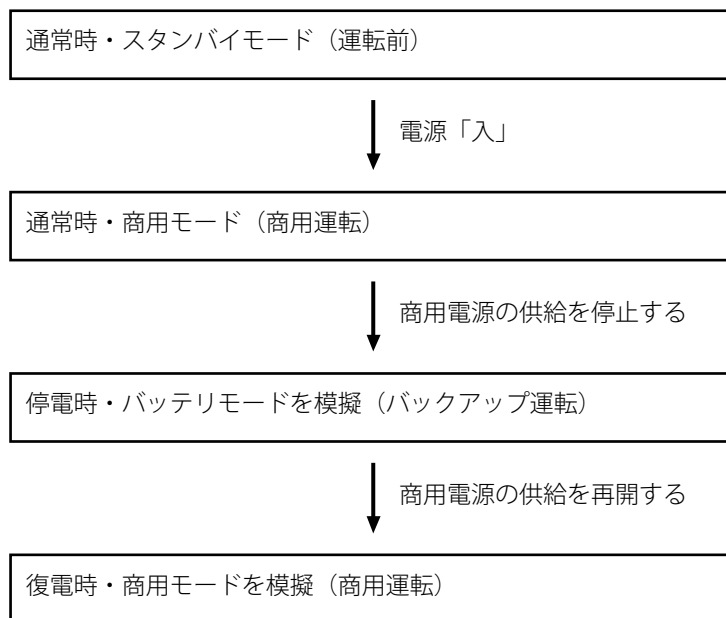 通常時・スタンバイモード（運転前）
電源「入」
通常時・商用モード（商用運転）
商用電源の供給を停止する
停電時・バッテリモードを模擬（バックアップ運転）
商用電源の供給を再開する
復電時・商用モードを模擬（商用運転）